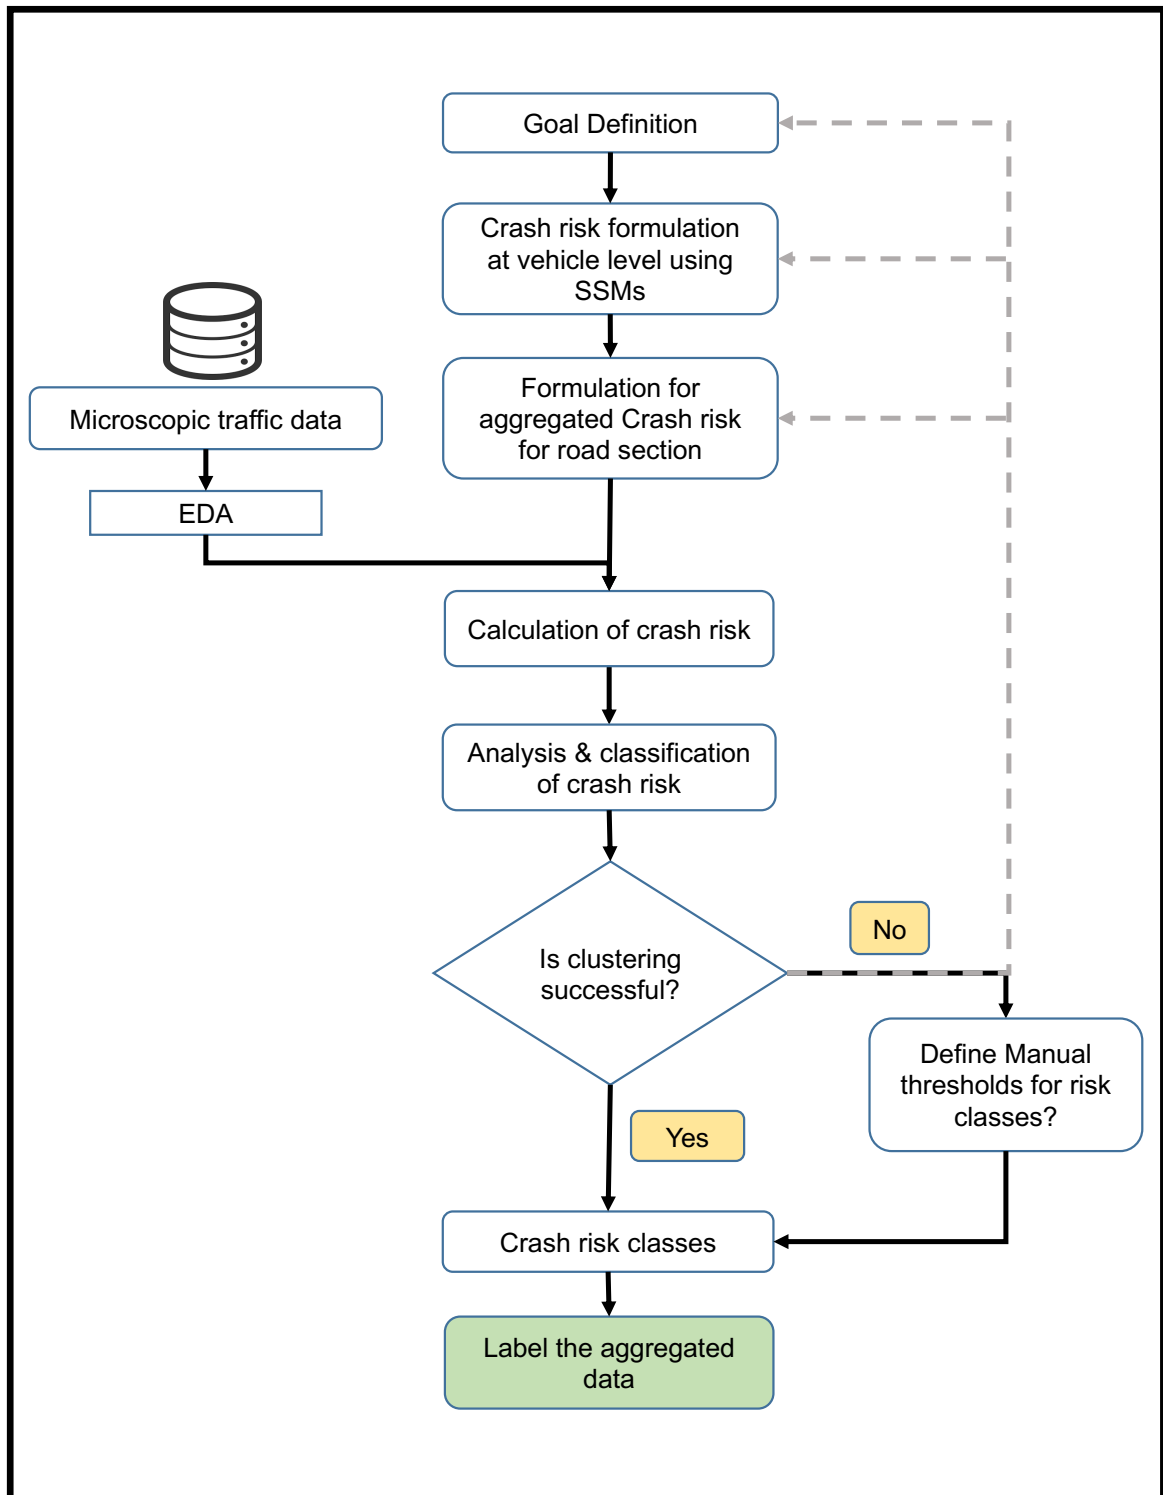 Goal Definition
Crash risk formulation
at vehicle level using
SSMs
Microscopic traffic data
EDA
Formulation for
aggregated Crash risk
for road section
Calculation of crash risk
Analysis & classification
of crash risk
Is clustering
successful?
No
Define Manual
thresholds for risk
classes?
Yes
Crash risk classes
Label the aggregated
data